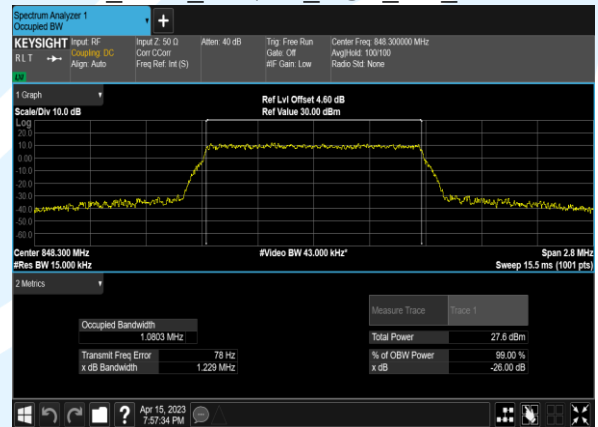 Spectrum Analyzer 1
Occupied BW
KEYSIGHT
RLT
LV
Input: RF
Coupling: DC
Align: Auto
Input Z: 50 Ω
Corr CCorr
Freq Ref: Int (S)
Atten: 40 dB
Trig: Free Run
Gate: Off
#IF Gain: Low
Center Freq: 848.300000 MHz
Avg|Hold: 100/100
Radio Std: None
1 Graph
Scale/Div 10.0 dB
Ref Lvl Offset 4.60 dB
Ref Value 30.00 dBm
Log
20.0
10.0
0.00
-10.0
-20.0
-30.0
-40.0
-50.0
-60.0
Center 848.300 MHz
#Video BW 43.000 kHz*
Span 2.8 MHz
#Res BW 15.000 kHz
Sweep 15.5 ms (1001 pts)
2 Metrics
Measure Trace
Trace 1
Occupied Bandwidth
1.0803 MHz
Total Power
27.6 dBm
Transmit Freq Error
78 Hz
% of OBW Power
99.00 %
x dB Bandwidth
1.229 MHz
x dB
-26.00 dB
?
Apr 15, 2023
7:57:34 PM